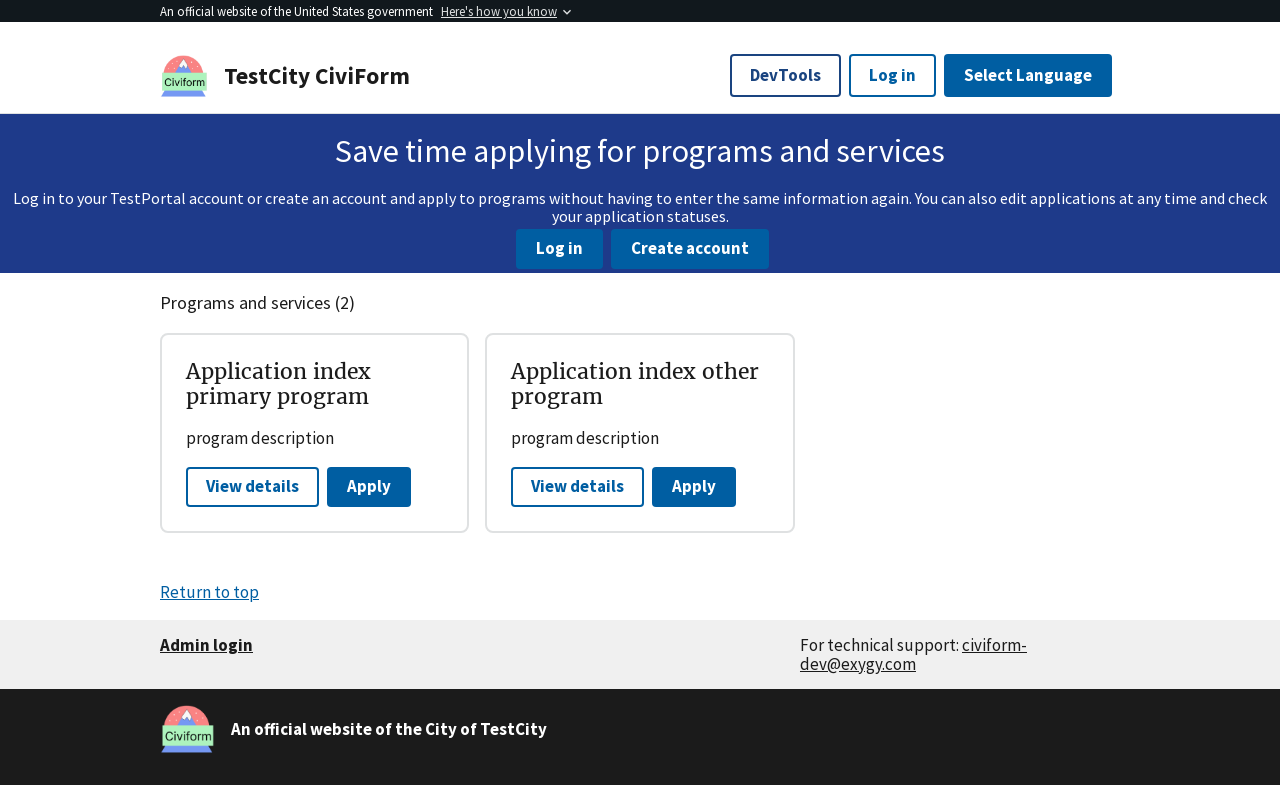 An official website of the United States government Here's how you know
Civiform
TestCity CiviForm
DevTools
Log in
Select Language
Save time applying for programs and services
Log in to your TestPortal account or create an account and apply to programs without having to enter the same information again. You can also edit applications at any time and check
your application statuses.
Log in
Create account
Programs and services (2)
Application index
primary program
program description
View details
Apply
Application index other
program
program description
View details
Apply
Return to top
Admin login
For technical support: civiform-
dev@exygy.com
Civiform
An official website of the City of TestCity